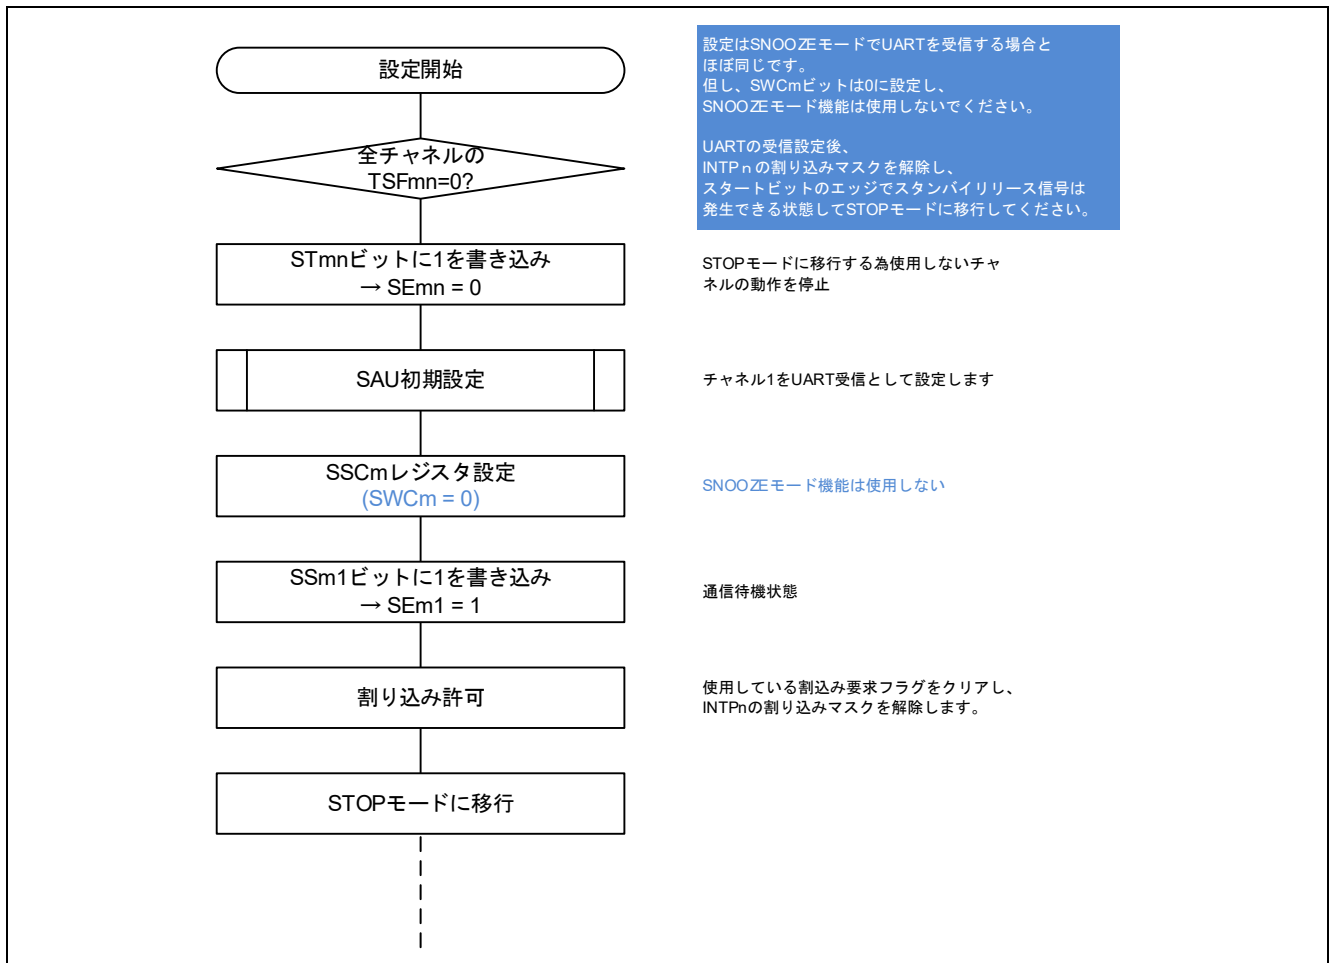 設定開始
設定はSNOOZEモードでUARTを受信する場合と
ほぼ同じです。
但し、SWCmビットは0に設定し、
SNOOZEモード機能は使用しないでください。
UARTの受信設定後、
INTPｎの割り込みマスクを解除し、
スタートビットのエッジでスタンバイリリース信号は
発生できる状態してSTOPモードに移行してください。
全チャネルの
TSFmn=0?
STmnビットに1を書き込み
→ SEmn = 0
STOPモードに移行する為使用しないチャ
ネルの動作を停止
SAU初期設定
チャネル1をUART受信として設定します
SSCmレジスタ設定
(SWCm = 0)
SNOOZEモード機能は使用しない
SSm1ビットに1を書き込み
→ SEm1 = 1
通信待機状態
割り込み許可
使用している割込み要求フラグをクリアし、
INTPnの割り込みマスクを解除します。
STOPモードに移行